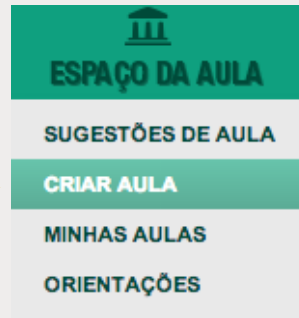 ESPAÇO DA AULA
SUGESTÕES DE AULA
CRIAR AULA
MINHAS AULAS
ORIENTAÇÕES